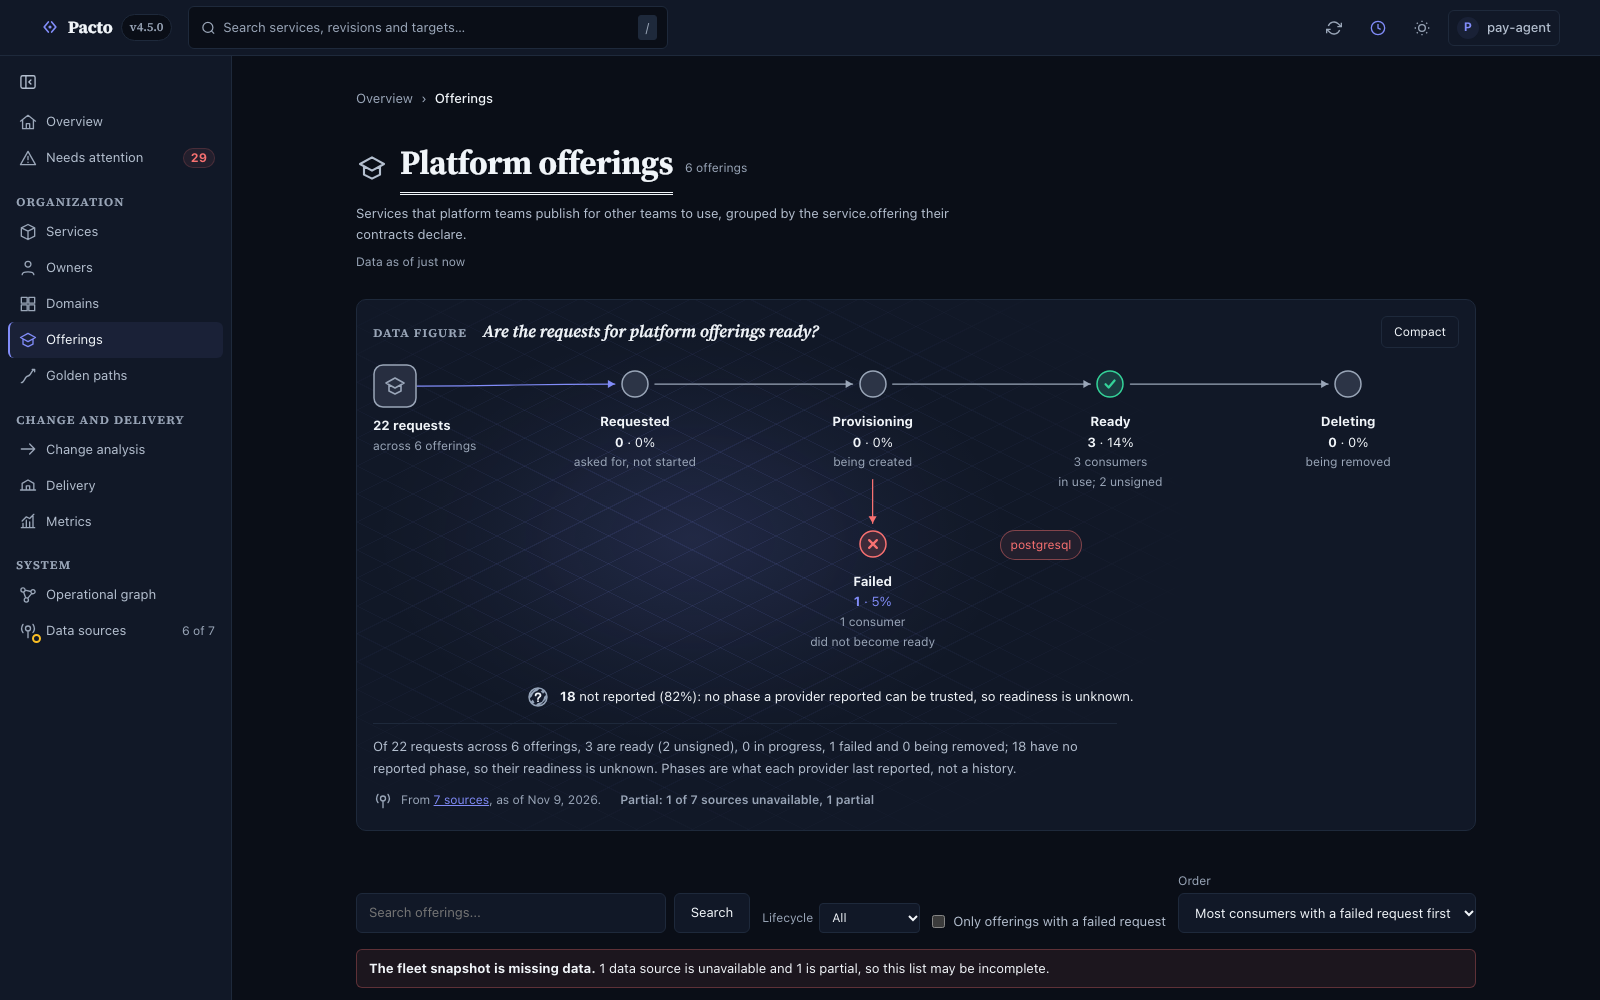 Pacto v4.5.0
Search services, revisions and targets... /
P pay-agent
Overview
Needs attention 29
ORGANIZATION
Services
Owners
Domains
Offerings
Golden paths
CHANGE AND DELIVERY
Change analysis
Delivery
Metrics
SYSTEM
Operational graph
Data sources 6 of 7
Overview › Offerings
Platform offerings 6 offerings
Services that platform teams publish for other teams to use, grouped by the service.offering their
contracts declare.
Data as of just now
DATA FIGURE Are the requests for platform offerings ready? Compact
22 requests
across 6 offerings
Requested
0 · 0%
asked for, not started
Provisioning
0 · 0%
being created
Ready
3 · 14%
3 consumers
in use; 2 unsigned
Deleting
0 · 0%
being removed
postgresql
Failed
1 · 5%
1 consumer
did not become ready
18 not reported (82%): no phase a provider reported can be trusted, so readiness is unknown.
Of 22 requests across 6 offerings, 3 are ready (2 unsigned), 0 in progress, 1 failed and 0 being removed; 18 have no
reported phase, so their readiness is unknown. Phases are what each provider last reported, not a history.
From 7 sources, as of Nov 9, 2026. Partial: 1 of 7 sources unavailable, 1 partial
Search offerings...
Search
Lifecycle All
Only offerings with a failed request
Order
Most consumers with a failed request first
The fleet snapshot is missing data. 1 data source is unavailable and 1 is partial, so this list may be incomplete.